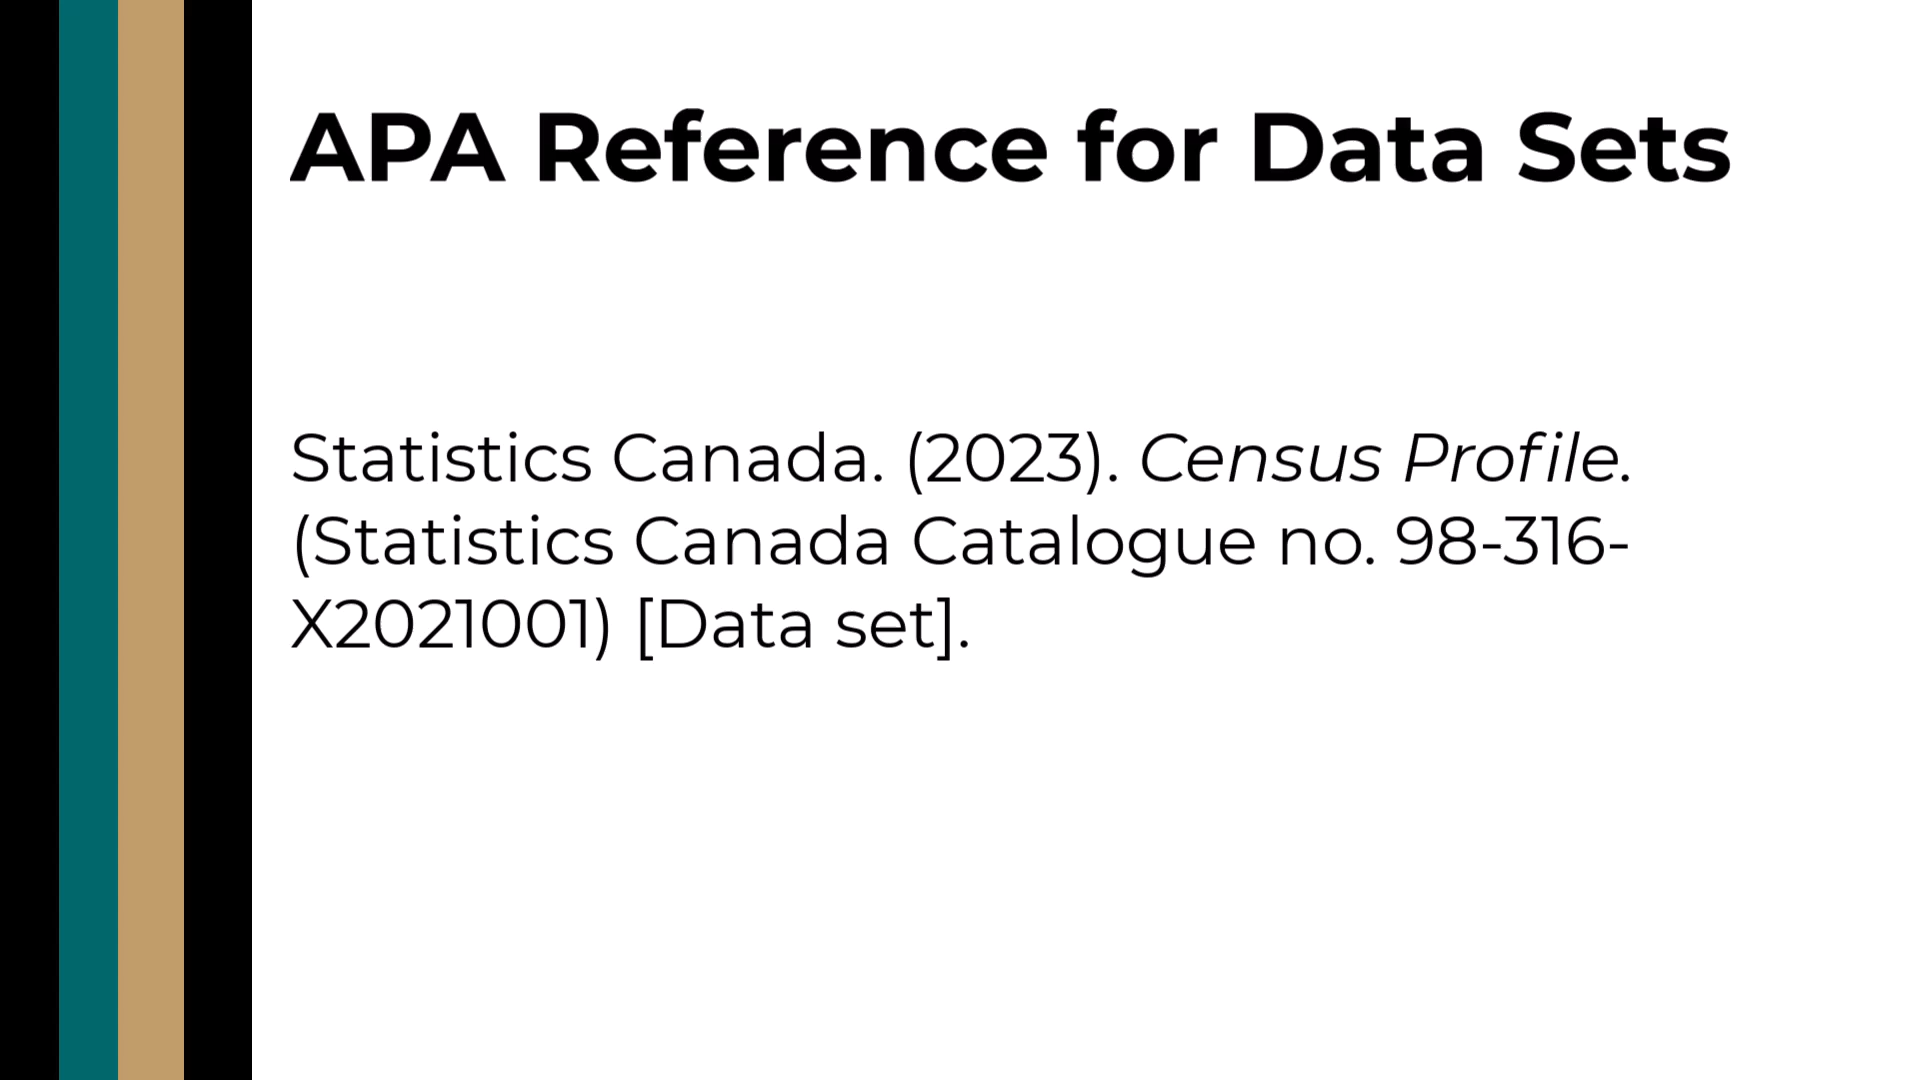 APA Reference for Data Sets
Statistics Canada. (2023). Census Profile.
(Statistics Canada Catalogue no. 98-316-
X2021001) [Data set].